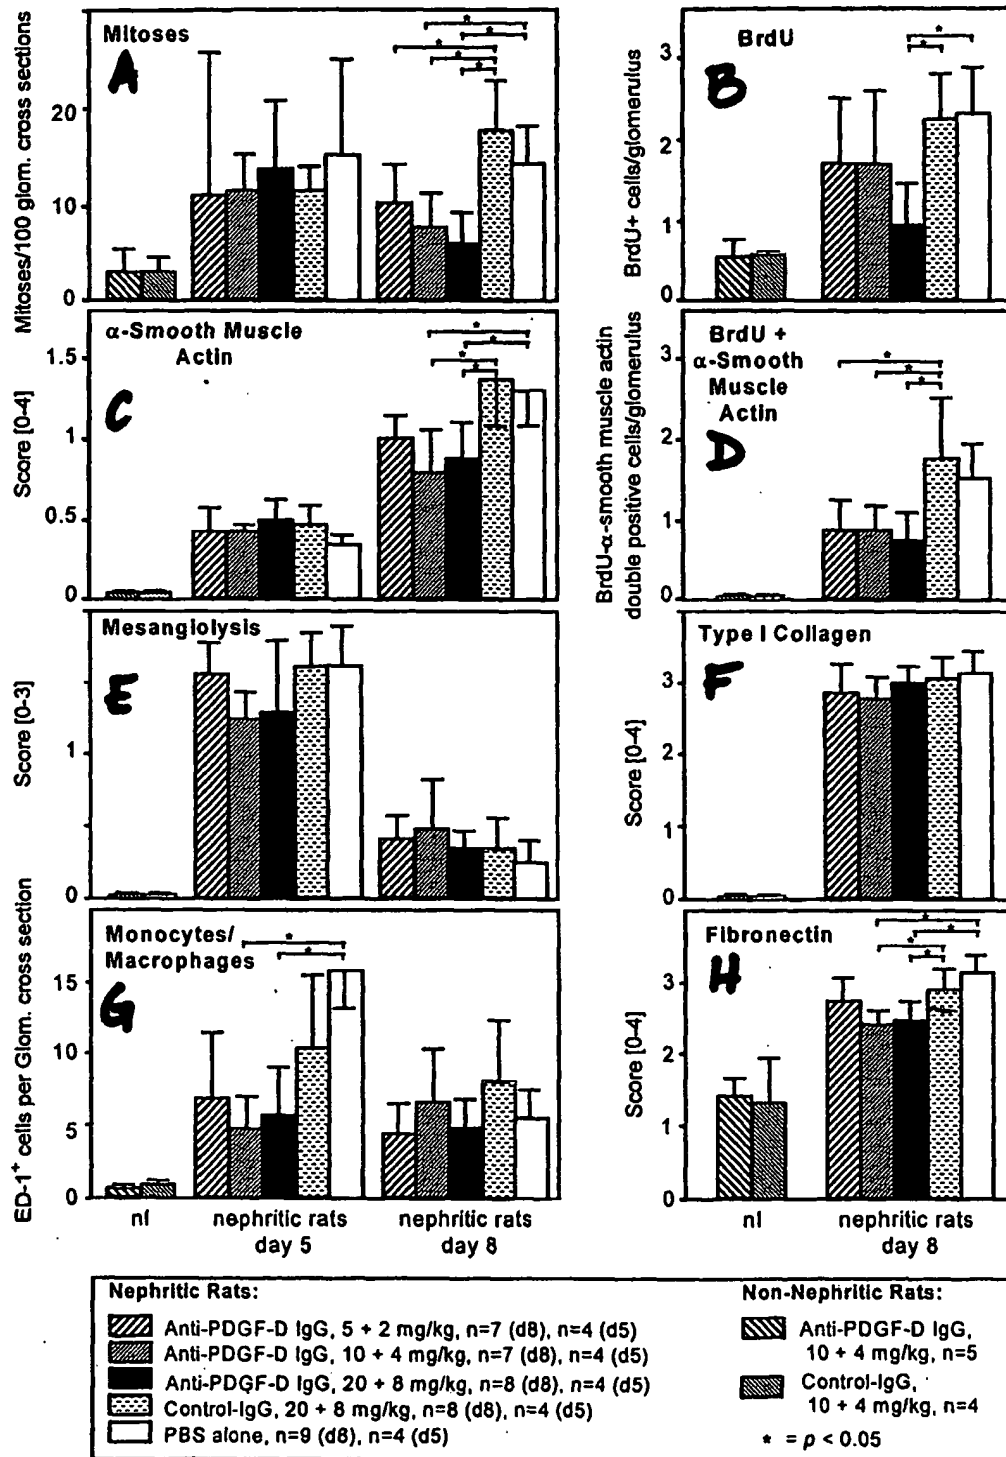 Mitoses
A
Mitoses/100 glom. cross sections
20
10
0
* * * * *
BrdU
B
BrdU+ cells/glomerulus
3
2
1
0
* *
α-Smooth Muscle
Actin
C
Score [0-4]
1.5
1
0.5
0
* * * *
BrdU +
α-Smooth
Muscle
Actin
D
BrdU-α-smooth muscle actin
double positive cells/glomerulus
3
2
1
0
* * *
Mesangiolysis
E
Score [0-3]
1
0
Type I Collagen
F
Score [0-4]
3
2
1
0
Monocytes/
Macrophages
G
ED-1+ cells per Glom. cross section
15
10
5
0
* *
nl
nephritic rats
day 5
nephritic rats
day 8
Fibronectin
H
Score [0-4]
3
2
1
0
* * * *
nl
nephritic rats
day 8
Nephritic Rats:
Anti-PDGF-D IgG, 5 + 2 mg/kg, n=7 (d8), n=4 (d5)
Anti-PDGF-D IgG, 10 + 4 mg/kg, n=7 (d8), n=4 (d5)
Anti-PDGF-D IgG, 20 + 8 mg/kg, n=8 (d8), n=4 (d5)
Control-IgG, 20 + 8 mg/kg, n=8 (d8), n=4 (d5)
PBS alone, n=9 (d8), n=4 (d5)
Non-Nephritic Rats:
Anti-PDGF-D IgG,
10 + 4 mg/kg, n=5
Control-IgG,
10 + 4 mg/kg, n=4
* = p < 0.05